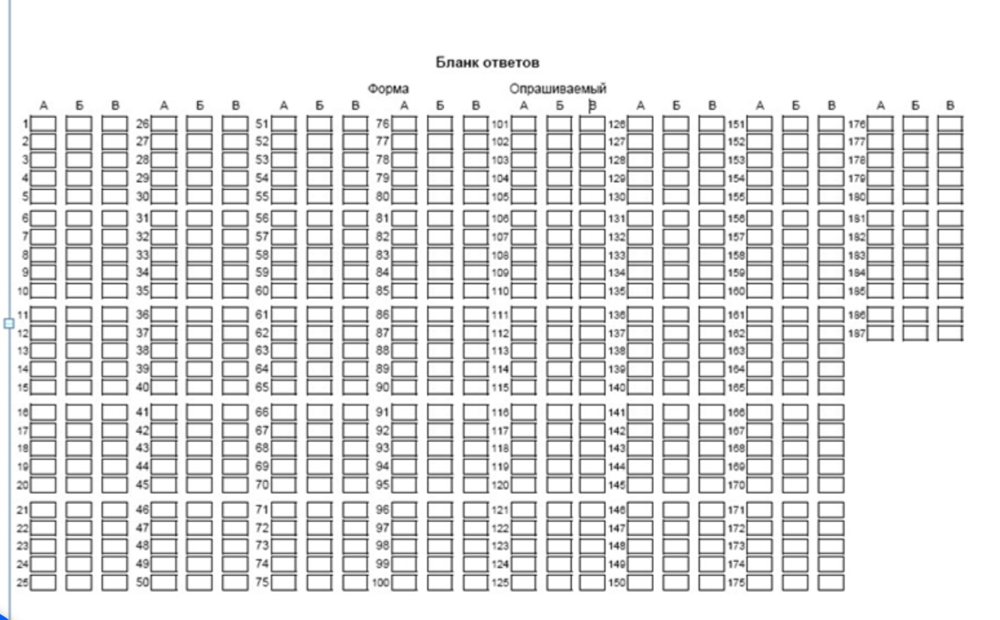 Бланк ответов
Форма Опрашиваемый
А Б В А Б В А Б В А Б В А Б В А Б В А Б В А Б В
1 26 51 76 101 126 151 176
2 27 52 77 102 127 152 177
3 28 53 78 103 128 153 178
4 29 54 79 104 129 154 179
5 30 55 80 105 130 155 180
6 31 56 81 106 131 156 181
7 32 57 82 107 132 157 182
8 33 58 83 108 133 158 183
9 34 59 84 109 134 159 184
10 35 60 85 110 135 160 185
11 36 61 86 111 136 161 186
12 37 62 87 112 137 162 187
13 38 63 88 113 138 163
14 39 64 89 114 139 164
15 40 65 90 115 140 165
16 41 66 91 116 141 166
17 42 67 92 117 142 167
18 43 68 93 118 143 168
19 44 69 94 119 144 169
20 45 70 95 120 145 170
21 46 71 96 121 146 171
22 47 72 97 122 147 172
23 48 73 98 123 148 173
24 49 74 99 124 149 174
25 50 75 100 125 150 175